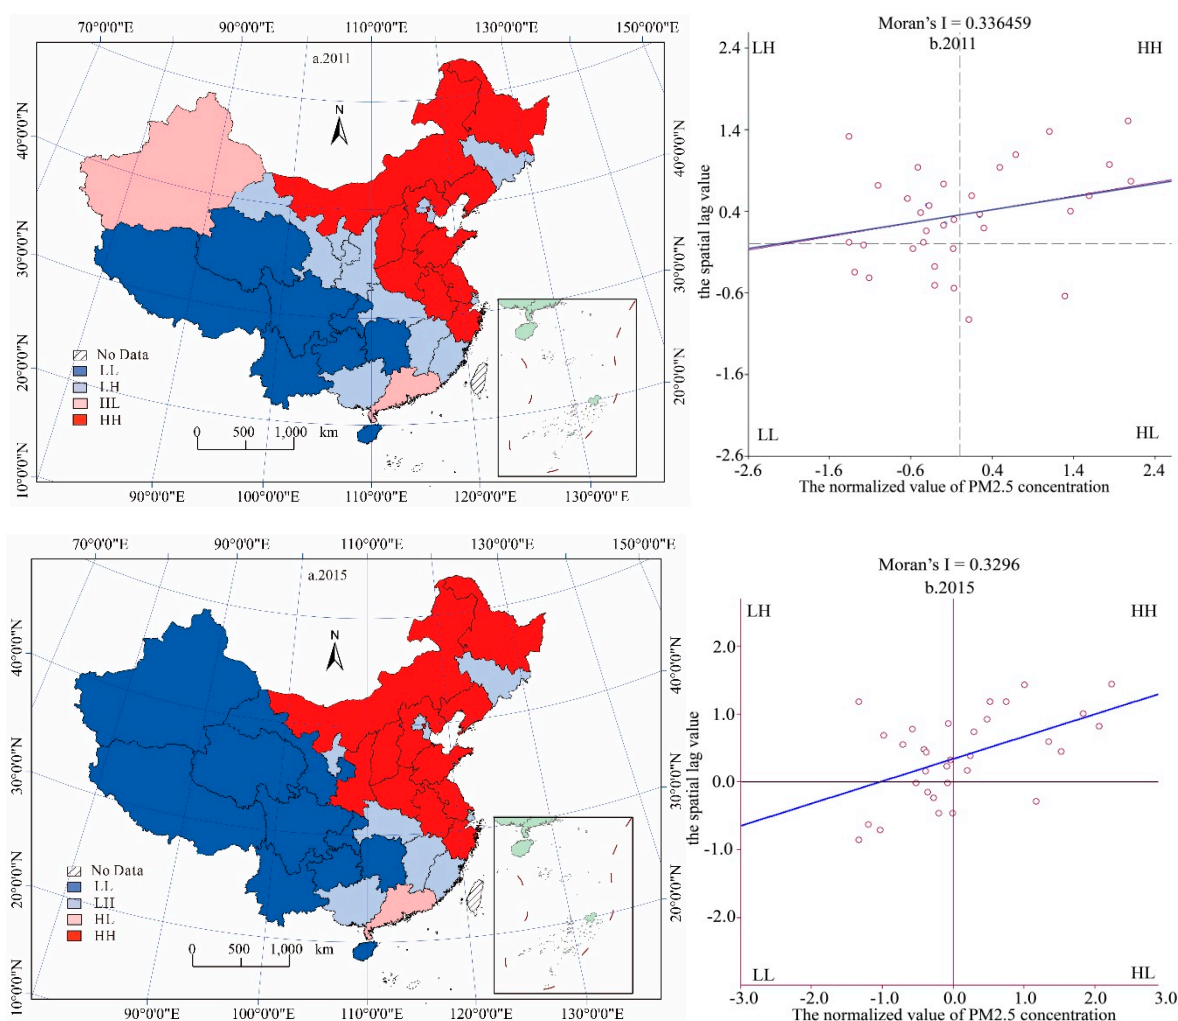 70°0'0"E 90°0'0"E 110°0'0"E 130°0'0"E 150°0'0"E
a.2011
N
40°0'0"N
30°0'0"N
20°0'0"N
10°0'0"N
40°0'0"N
30°0'0"N
20°0'0"N
No Data
LL
LH
HL
HH
0 500 1,000 km
90°0'0"E 100°0'0"E 110°0'0"E 120°0'0"E 130°0'0"E
Moran's I = 0.336459
b.2011
LH
HH
2.4
1.4
0.4
-0.6
-1.6
-2.6
the spatial lag value
LL
HL
-2.6 -1.6 -0.6 0.4 1.4 2.4
The normalized value of PM2.5 concentration
70°0'0"E 90°0'0"E 110°0'0"E 130°0'0"E 150°0'0"E
a.2015
N
40°0'0"N
30°0'0"N
20°0'0"N
10°0'0"N
40°0'0"N
30°0'0"N
20°0'0"N
No Data
LL
LH
HL
HH
0 500 1,000 km
90°0'0"E 100°0'0"E 110°0'0"E 120°0'0"E 130°0'0"E
Moran's I = 0.3296
b.2015
LH
HH
2.0
1.0
0.0
-1.0
-2.0
the spatial lag value
LL
HL
-3.0 -2.0 -1.0 0.0 1.0 2.0 3.0
The normalized value of PM2.5 concentration